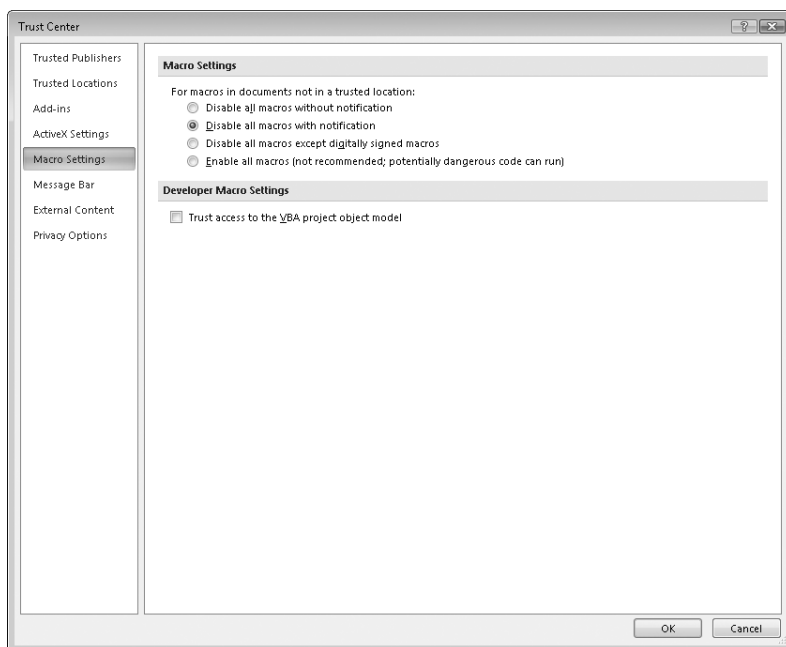 Trust Center
Trusted Publishers
Trusted Locations
Add-ins
ActiveX Settings
Macro Settings
Message Bar
External Content
Privacy Options
Macro Settings
For macros in documents not in a trusted location:
Disable all macros without notification
Disable all macros with notification
Disable all macros except digitally signed macros
Enable all macros (not recommended; potentially dangerous code can run)
Developer Macro Settings
Trust access to the VBA project object model
OK
Cancel